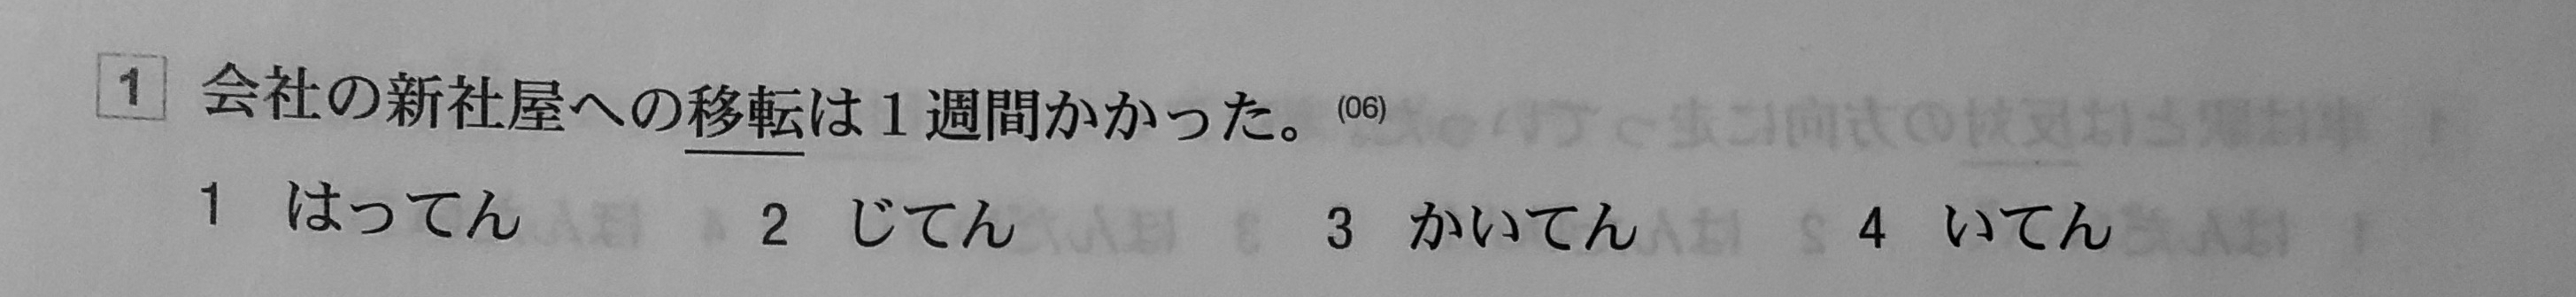 1 会社の新社屋への移転は1週間かかった。(06)
1 はってん 2 じてん 3 かいてん 4 いてん